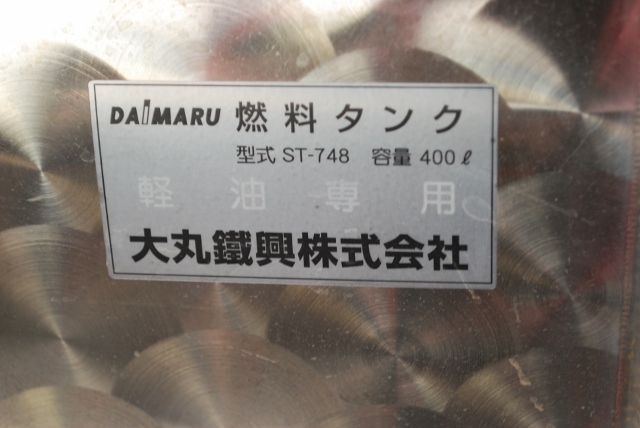 DAiMARU 燃料タンク
型式 ST-748 容量 400ℓ
軽油専用
大丸鐵興株式会社